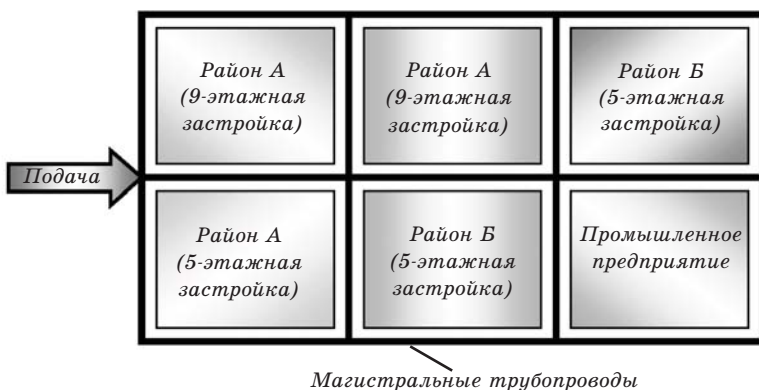 Район А
(9-этажная
застройка)
Район А
(9-этажная
застройка)
Район Б
(5-этажная
застройка)
Подача
Район А
(5-этажная
застройка)
Район Б
(5-этажная
застройка)
Промышленное
предприятие
Магистральные трубопроводы